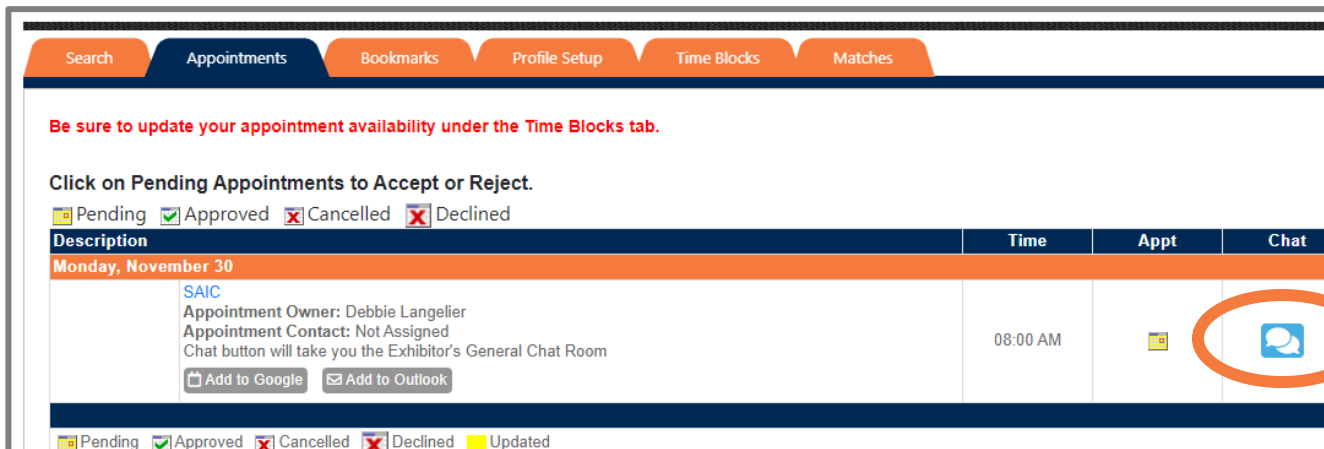 Search Appointments Bookmarks Profile Setup Time Blocks Matches
Be sure to update your appointment availability under the Time Blocks tab.
Click on Pending Appointments to Accept or Reject.
Pending Approved Cancelled Declined
Description Time Appt Chat
Monday, November 30
SAIC
Appointment Owner: Debbie Langelier
Appointment Contact: Not Assigned
08:00 AM
Chat button will take you the Exhibitor's General Chat Room
Add to Google Add to Outlook
Pending Approved Cancelled Declined Updated